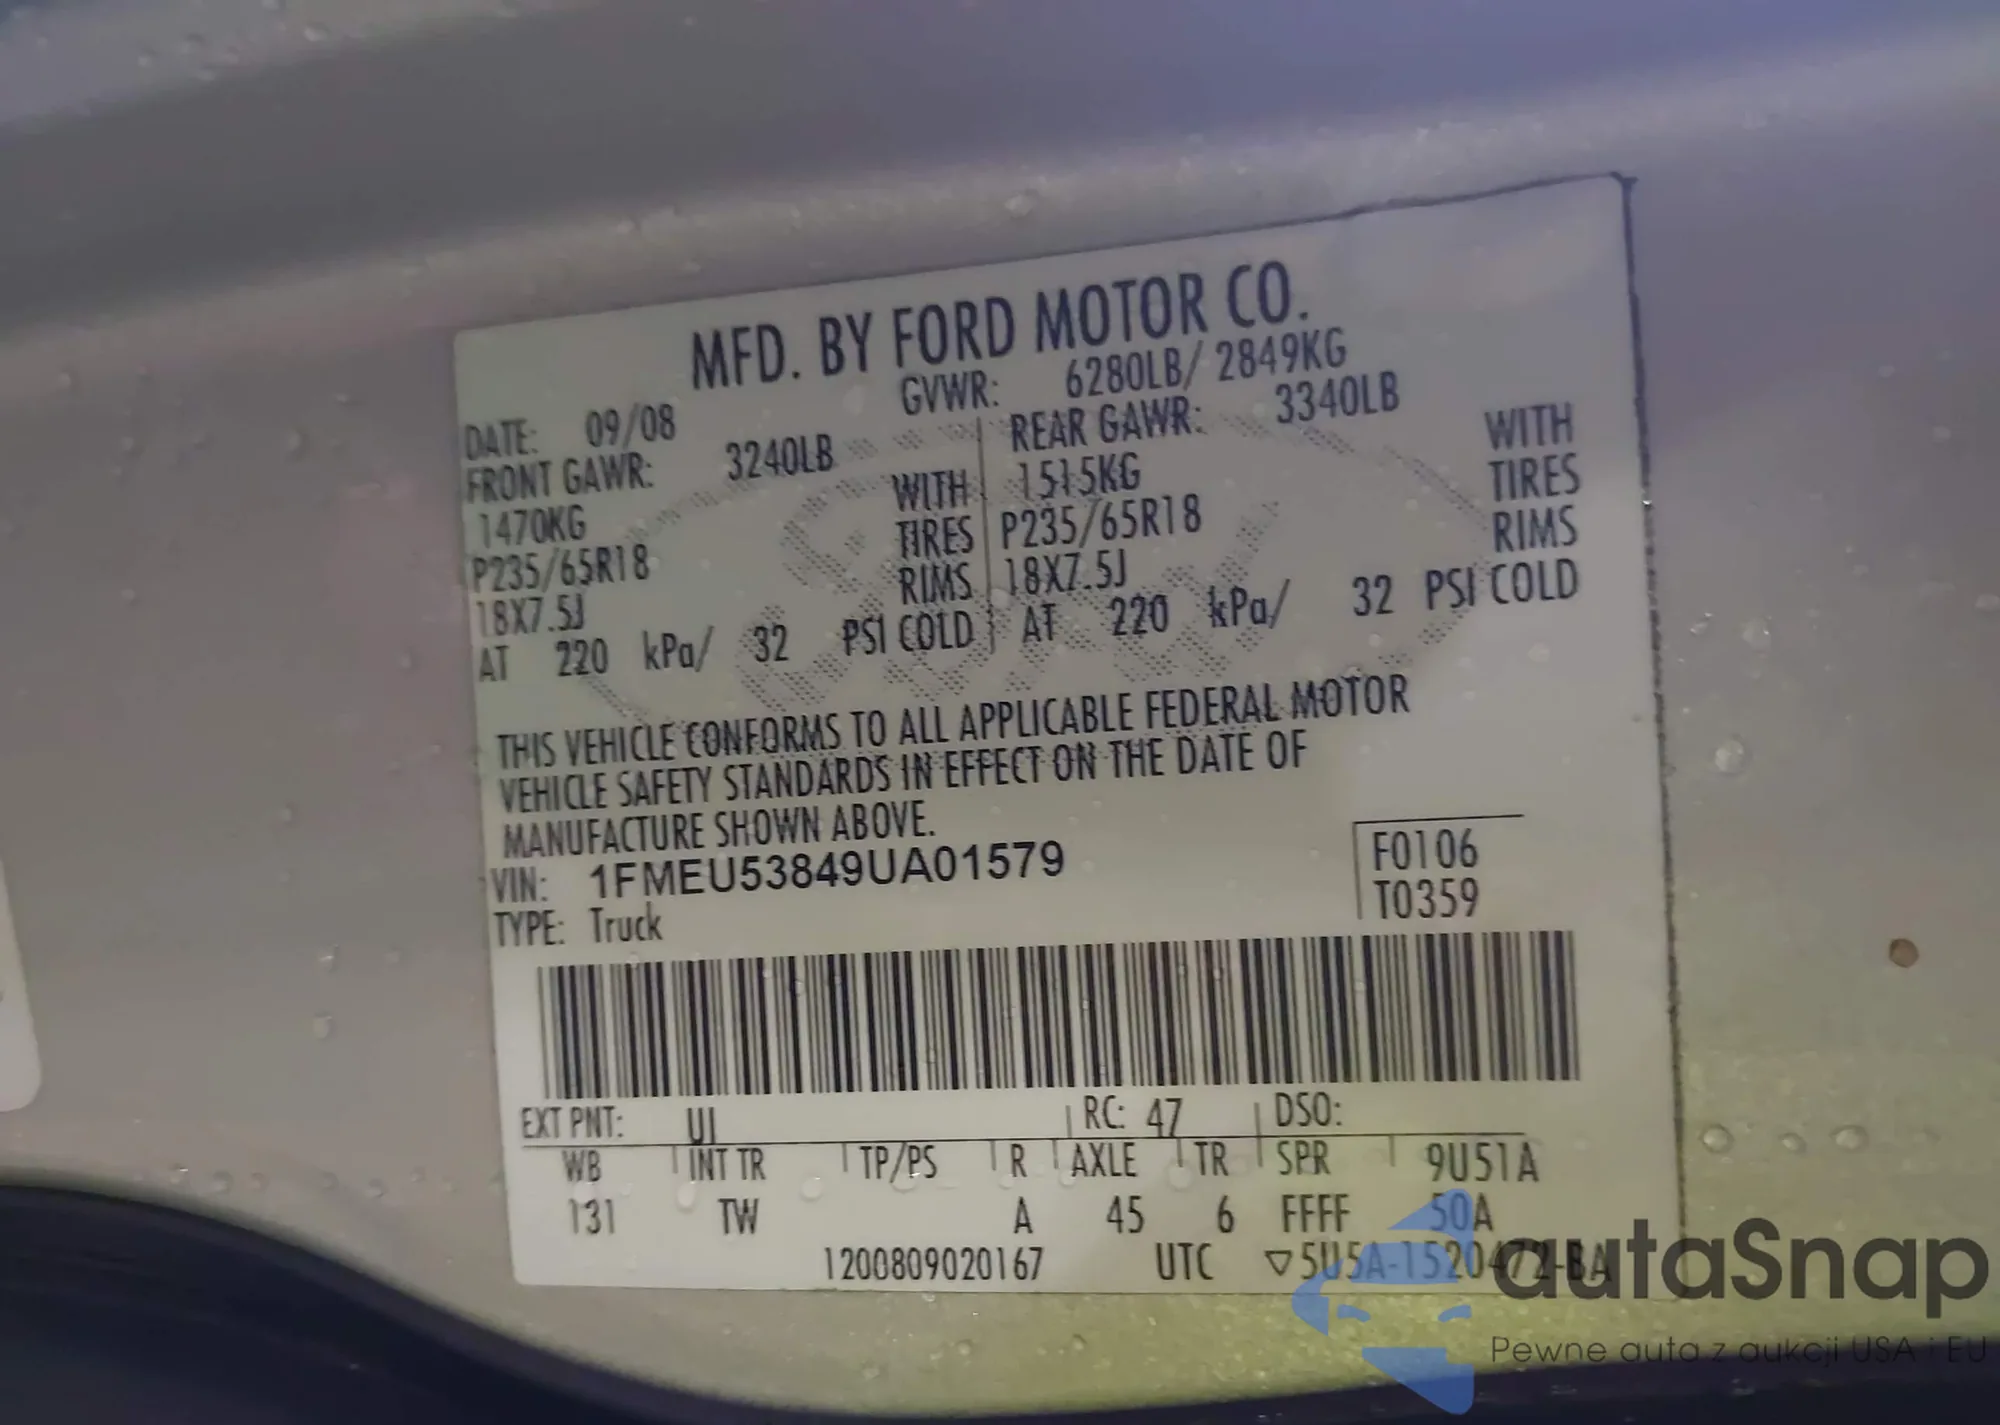 MFD. BY FORD MOTOR CO.
DATE: 09/08 GVWR: 6280LB/ 2849KG
FRONT GAWR: 3240LB REAR GAWR: 3340LB
1470KG WITH 1515KG WITH
P235/65R18 TIRES P235/65R18 TIRES
18X7.5J RIMS 18X7.5J RIMS
AT 220 kPa/ 32 PSI COLD AT 220 kPa/ 32 PSI COLD
THIS VEHICLE CONFORMS TO ALL APPLICABLE FEDERAL MOTOR
VEHICLE SAFETY STANDARDS IN EFFECT ON THE DATE OF
MANUFACTURE SHOWN ABOVE.
VIN: 1FMEU53849UA01579 F0106
TYPE: Truck T0359
EXT PNT: UJ RC: 47 DSO:
WB INT TR TP/PS R AXLE TR SPR 9U51A
131 TW A 45 6 FFFF 50A
1200809020167 UTC ▽5U5A-1520472-BA
autaSnap
Pewne auta z aukcji USA i EU